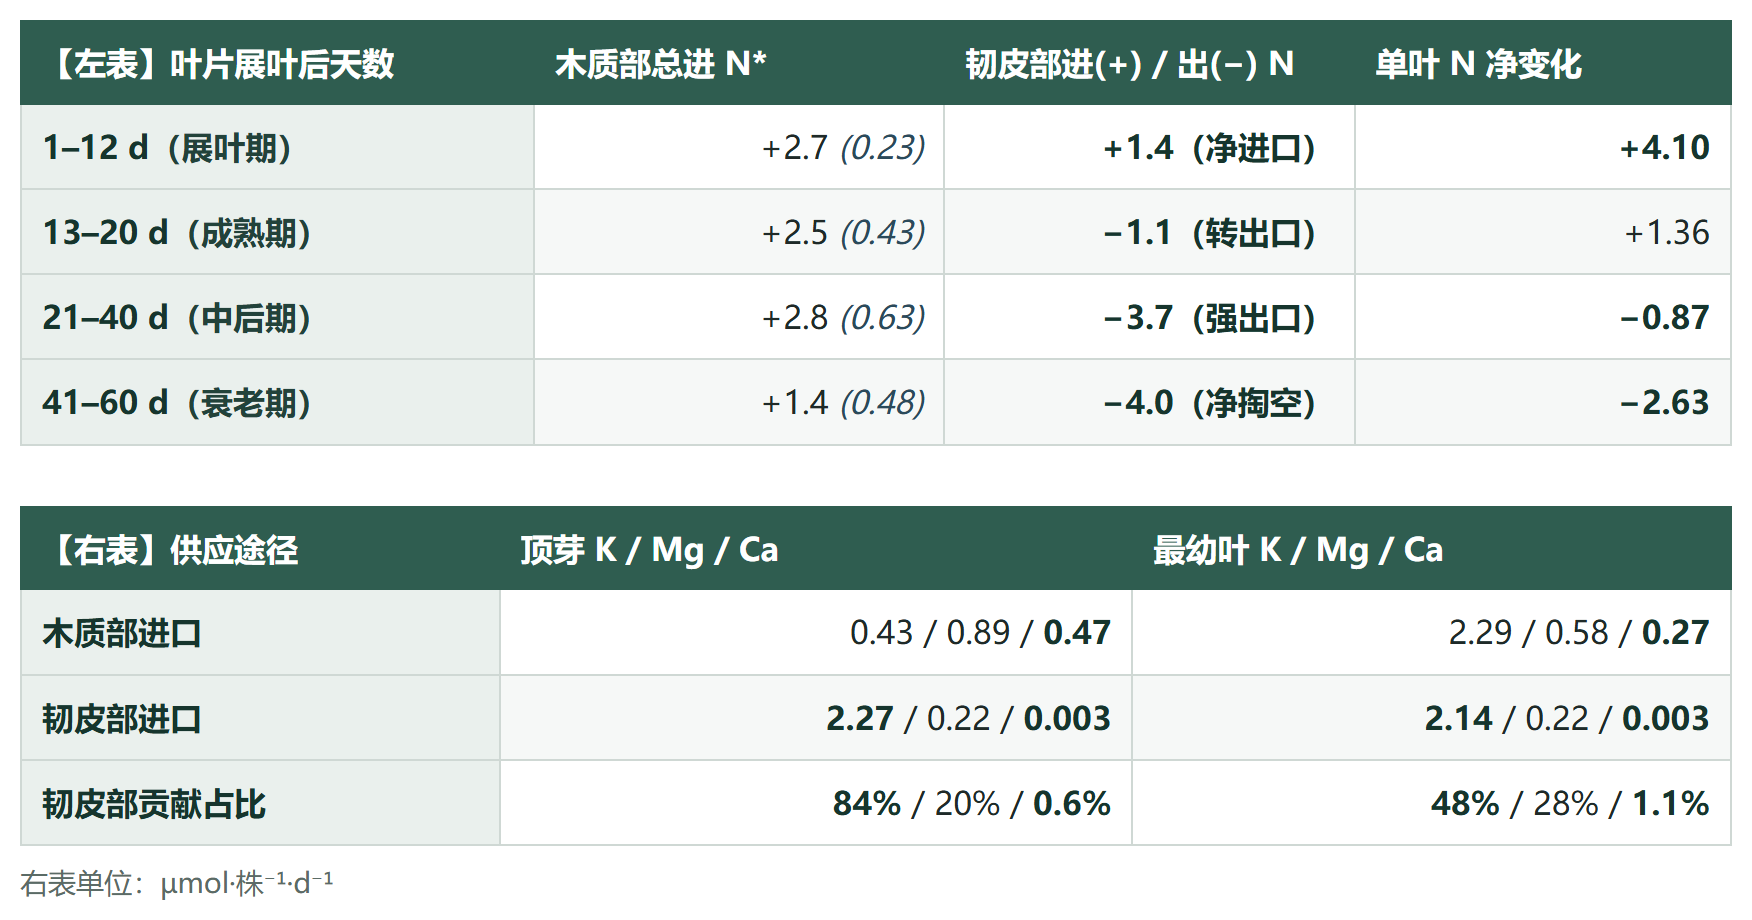 【左表】叶片展叶后天数 木质部总进 N* 韧皮部进(+) / 出(−) N 单叶 N 净变化
1–12 d（展叶期） +2.7 (0.23) +1.4（净进口） +4.10
13–20 d（成熟期） +2.5 (0.43) −1.1（转出口） +1.36
21–40 d（中后期） +2.8 (0.63) −3.7（强出口） −0.87
41–60 d（衰老期） +1.4 (0.48) −4.0（净掏空） −2.63
【右表】供应途径 顶芽 K / Mg / Ca 最幼叶 K / Mg / Ca
木质部进口 0.43 / 0.89 / 0.47 2.29 / 0.58 / 0.27
韧皮部进口 2.27 / 0.22 / 0.003 2.14 / 0.22 / 0.003
韧皮部贡献占比 84% / 20% / 0.6% 48% / 28% / 1.1%
右表单位：μmol·株⁻¹·d⁻¹